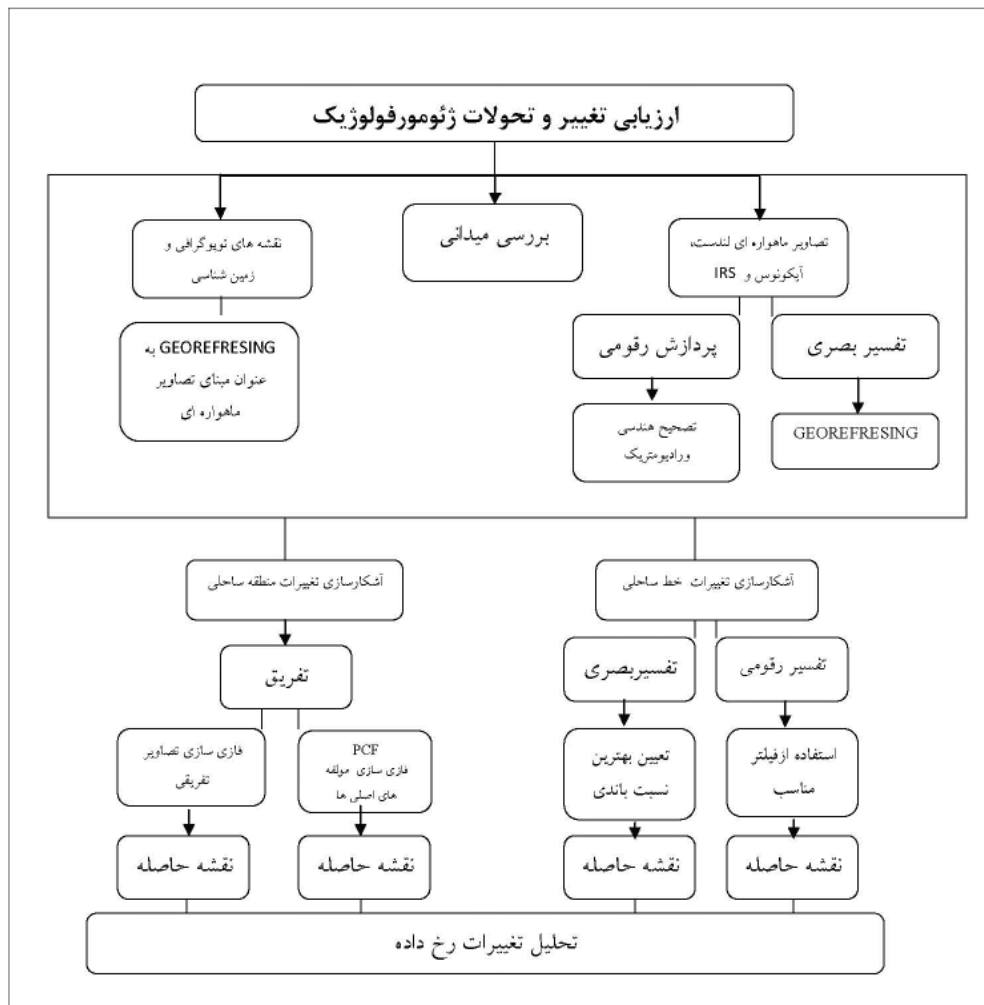 ارزیابی تغییر و تحولات ژئومورفولوژیک
تصاویر ماهواره ای لندست،
آیکونوس و IRS
بررسی میدانی
نقشه های توپوگرافی و
زمین شناسی
تفسیر بصری
پردازش رقومی
GEOREFRESING به
عنوان مبنای تصاویر
ماهواره ای
GEOREFRESING
تصحیح هندسی
ورادیومتریک
آشکارسازی تغییرات خط ساحلی
آشکارسازی تغییرات منطقه ساحلی
تفسیر رقومی
تفسیربصری
تفریق
استفاده ازفیلتر
مناسب
تعیین بهترین
نسبت باندی
PCF
فازی سازی مولفه
های اصلی ها
فازی سازی تصاویر
تفریقی
نقشه حاصله
نقشه حاصله
نقشه حاصله
نقشه حاصله
تحلیل تغییرات رخ داده